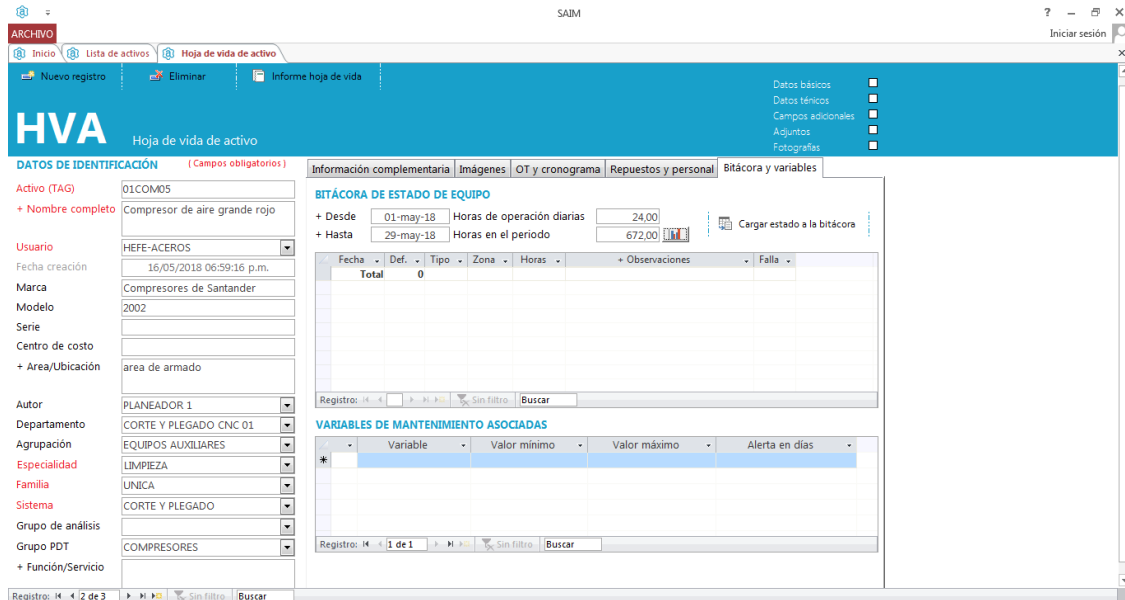 SAIM
ARCHIVO
Iniciar sesión
Inicio
Lista de activos
Hoja de vida de activo
Nuevo registro
Eliminar
Informe hoja de vida
HVA
Hoja de vida de activo
Datos básicos
Datos ténicos
Campos adicionales
Adjuntos
Fotografías
DATOS DE IDENTIFICACIÓN
(Campos obligatorios)
Activo (TAG) 01COM05
+ Nombre completo Compresor de aire grande rojo
Usuario HEFE-ACEROS
Fecha creación 16/05/2018 06:59:16 p.m.
Marca Compresores de Santander
Modelo 2002
Serie
Centro de costo
+ Area/Ubicación area de armado
Autor PLANEADOR 1
Departamento CORTE Y PLEGADO CNC 01
Agrupación EQUIPOS AUXILIARES
Especialidad LIMPIEZA
Familia UNICA
Sistema CORTE Y PLEGADO
Grupo de análisis
Grupo PDT COMPRESORES
+ Función/Servicio
Información complementaria
Imágenes
OT y cronograma
Repuestos y personal
Bitácora y variables
BITÁCORA DE ESTADO DE EQUIPO
+ Desde 01-may-18 Horas de operación diarias 24,00
+ Hasta 29-may-18 Horas en el periodo 672,00
Cargar estado a la bitácora
Fecha Def. Tipo Zona Horas + Observaciones Falla
Total 0
Registro: Sin filtro Buscar
VARIABLES DE MANTENIMIENTO ASOCIADAS
Variable Valor mínimo Valor máximo Alerta en días
Registro: 1 de 1 Sin filtro Buscar
Registro: 2 de 3 Sin filtro Buscar